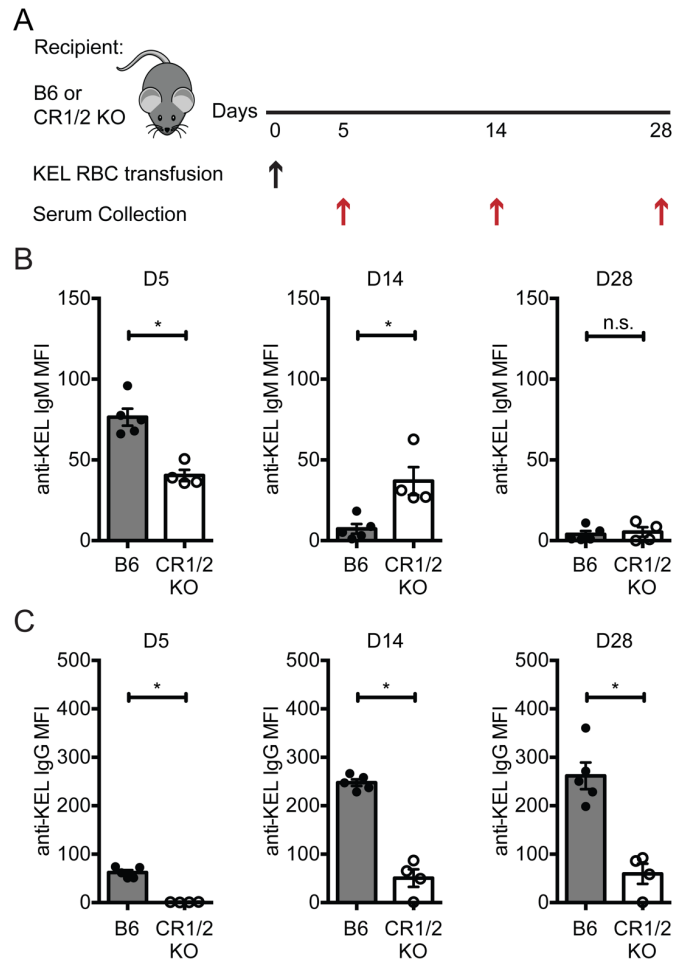 A
Recipient:
B6 or
CR1/2 KO
Days
0 5 14 28
KEL RBC transfusion
Serum Collection
B
D5
anti-KEL IgM MFI
150
100
50
0
*
B6 CR1/2
KO
D14
anti-KEL IgM MFI
150
100
50
0
*
B6 CR1/2
KO
D28
anti-KEL IgM MFI
150
100
50
0
n.s.
B6 CR1/2
KO
C
D5
anti-KEL IgG MFI
500
400
300
200
100
0
*
B6 CR1/2
KO
D14
anti-KEL IgG MFI
500
400
300
200
100
0
*
B6 CR1/2
KO
D28
anti-KEL IgG MFI
500
400
300
200
100
0
*
B6 CR1/2
KO